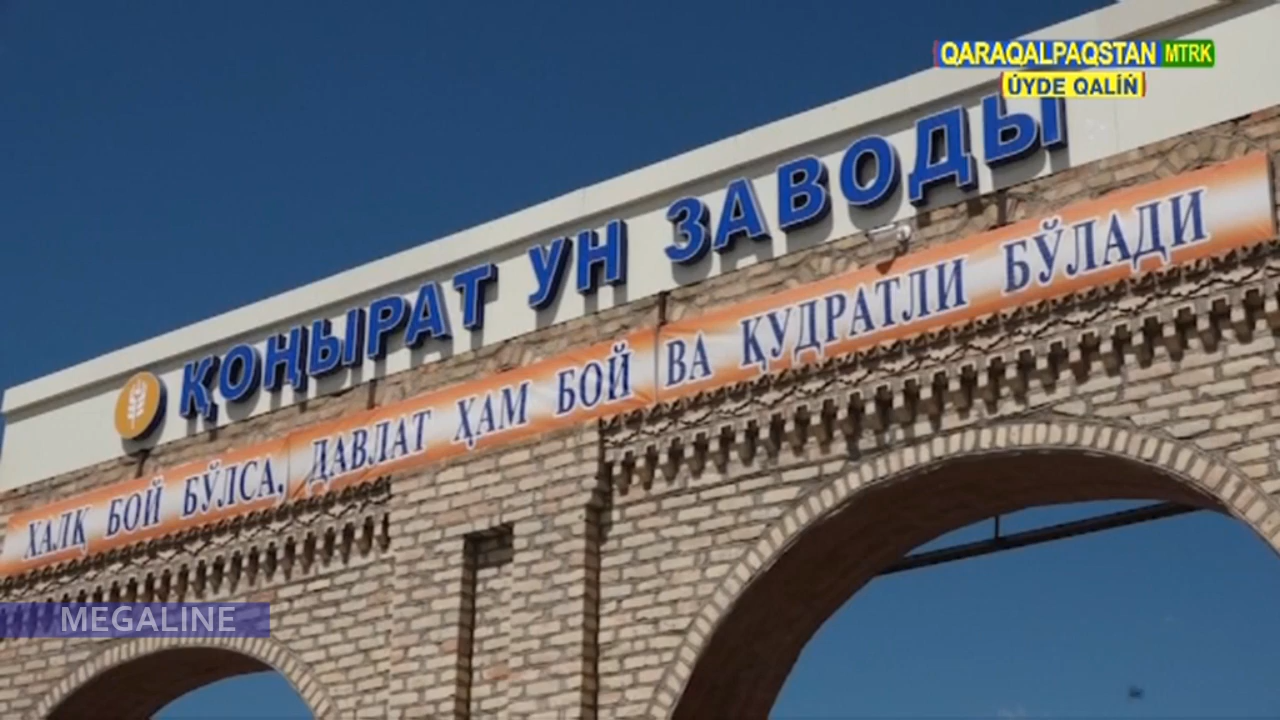 QARAQALPAQSTAN MTRK
ÚYDE QALÍŃ
ҚОҢЫРАТ УН ЗАВОДЫ
ХАЛҚ БОЙ БЎЛСА, ДАВЛАТ ҲАМ БОЙ ВА ҚУДРАТЛИ БЎЛАДИ
MEGALINE